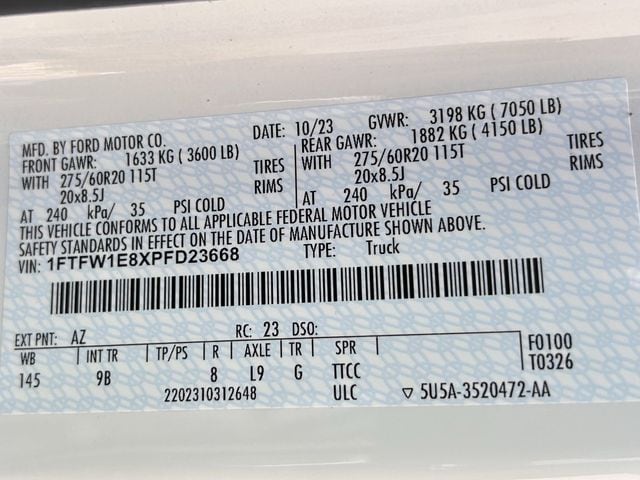 MFD. BY FORD MOTOR CO. DATE: 10/23 GVWR: 3198 KG ( 7050 LB)
FRONT GAWR: 1633 KG ( 3600 LB) REAR GAWR: 1882 KG ( 4150 LB)
WITH 275/60R20 115T TIRES WITH 275/60R20 115T TIRES
20x8.5J RIMS 20x8.5J RIMS
AT 240 kPa/ 35 PSI COLD AT 240 kPa/ 35 PSI COLD
THIS VEHICLE CONFORMS TO ALL APPLICABLE FEDERAL MOTOR VEHICLE
SAFETY STANDARDS IN EFFECT ON THE DATE OF MANUFACTURE SHOWN ABOVE.
VIN: 1FTFW1E8XPFD23668 TYPE: Truck
EXT PNT: AZ RC: 23 DSO:
WB INT TR TP/PS R AXLE TR SPR F0100
145 9B 8 L9 G TTCC T0326
2202310312648 ULC ▽ 5U5A-3520472-AA